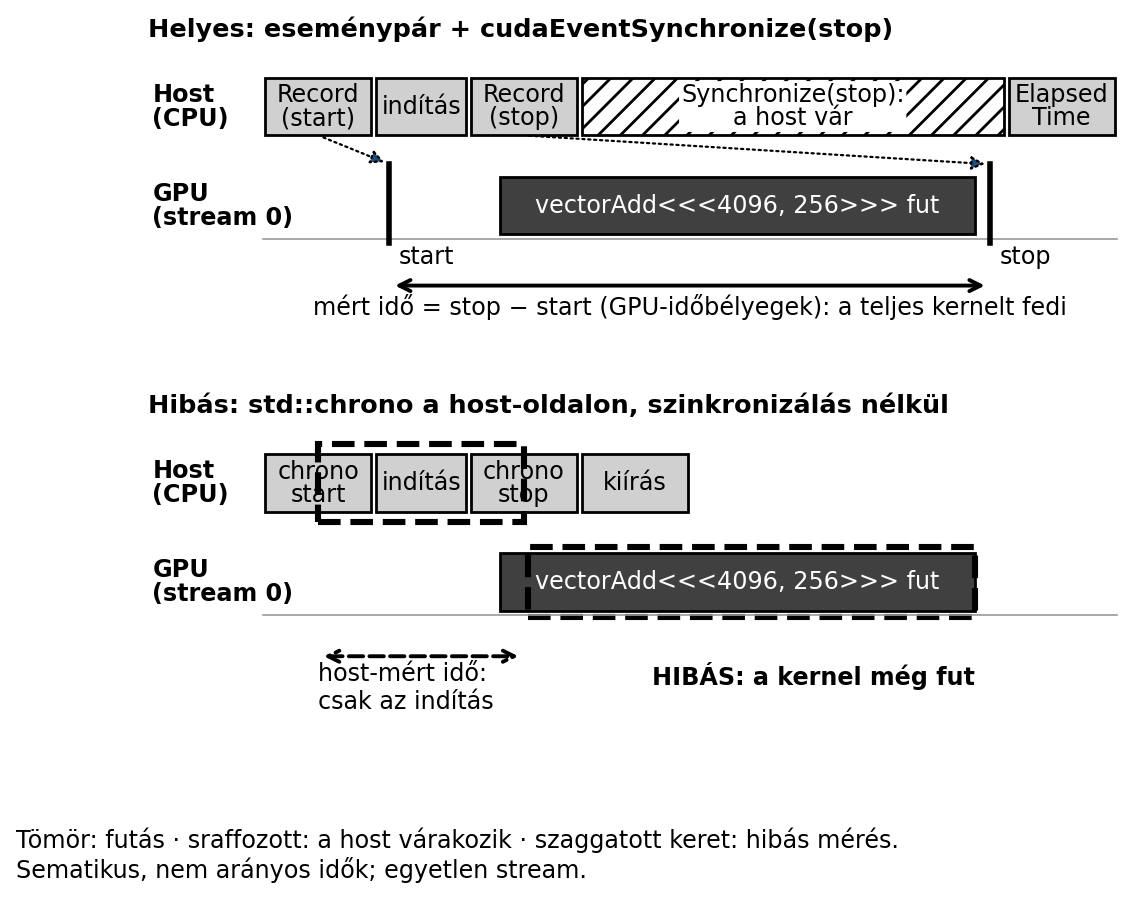 Helyes: eseménypár + cudaEventSynchronize(stop)
Host
(CPU)
Record
(start)
indítás
Record
(stop)
Synchronize(stop):
a host vár
Elapsed
Time
GPU
(stream 0)
vectorAdd<<<4096, 256>>> fut
start
stop
mért idő = stop − start (GPU-időbélyegek): a teljes kernelt fedi
Hibás: std::chrono a host-oldalon, szinkronizálás nélkül
Host
(CPU)
chrono
start
indítás
chrono
stop
kiírás
GPU
(stream 0)
vectorAdd<<<4096, 256>>> fut
host-mért idő:
csak az indítás
HIBÁS: a kernel még fut
Tömör: futás · sraffozott: a host várakozik · szaggatott keret: hibás mérés.
Sematikus, nem arányos idők; egyetlen stream.